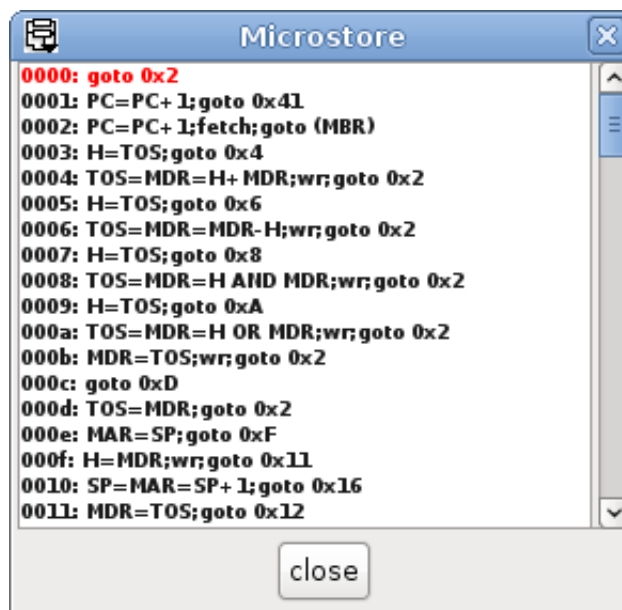 Microstore
0000: goto 0x2
0001: PC=PC+1;goto 0x41
0002: PC=PC+1;fetch;goto (MBR)
0003: H=TOS;goto 0x4
0004: TOS=MDR=H+MDR;wr;goto 0x2
0005: H=TOS;goto 0x6
0006: TOS=MDR=MDR-H;wr;goto 0x2
0007: H=TOS;goto 0x8
0008: TOS=MDR=H AND MDR;wr;goto 0x2
0009: H=TOS;goto 0xA
000a: TOS=MDR=H OR MDR;wr;goto 0x2
000b: MDR=TOS;wr;goto 0x2
000c: goto 0xD
000d: TOS=MDR;goto 0x2
000e: MAR=SP;goto 0xF
000f: H=MDR;wr;goto 0x11
0010: SP=MAR=SP+1;goto 0x16
0011: MDR=TOS;goto 0x12
close